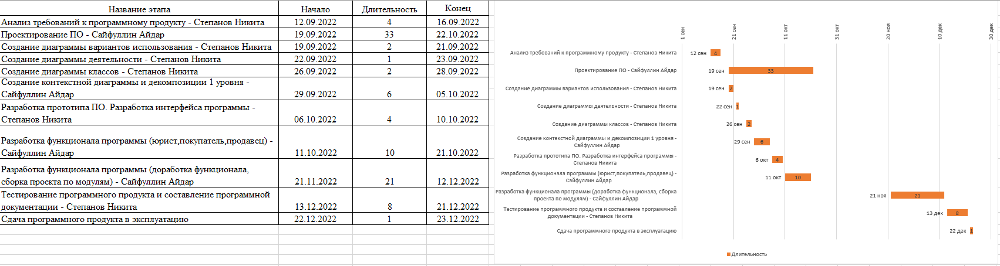 Название этапа Начало Длительность Конец
Анализ требований к программному продукту - Степанов Никита 12.09.2022 4 16.09.2022
Проектирование ПО - Сайфуллин Айдар 19.09.2022 33 22.10.2022
Создание диаграммы вариантов использования - Степанов Никита 19.09.2022 2 21.09.2022
Создание диаграммы деятельности - Степанов Никита 22.09.2022 1 23.09.2022
Создание диаграммы классов - Степанов Никита 26.09.2022 2 28.09.2022
Создание контекстной диаграммы и декомпозиции 1 уровня -
Сайфуллин Айдар 29.09.2022 6 05.10.2022
Разработка прототипа ПО. Разработка интерфейса программы -
Степанов Никита 06.10.2022 4 10.10.2022
Разработка функционала программы (юрист,покупатель,продавец) -
Сайфуллин Айдар 11.10.2022 10 21.10.2022
Разработка функционала программы (доработка функционала,
сборка проекта по модулям) - Сайфуллин Айдар 21.11.2022 21 12.12.2022
Тестирование программного продукта и составление программной
документации - Степанов Никита 13.12.2022 8 21.12.2022
Сдача программного продукта в эксплуатацию 22.12.2022 1 23.12.2022
1 сен 21 сен 11 окт 31 окт 20 ноя 10 дек 30 дек
Анализ требований к программному продукту - Степанов Никита 12 сен 4
Проектирование ПО - Сайфуллин Айдар 19 сен 33
Создание диаграммы вариантов использования - Степанов Никита 19 сен 2
Создание диаграммы деятельности - Степанов Никита 22 сен 1
Создание диаграммы классов - Степанов Никита 26 сен 2
Создание контекстной диаграммы и декомпозиции 1 уровня -
Сайфуллин Айдар 29 сен 6
Разработка прототипа ПО. Разработка интерфейса программы -
Степанов Никита 6 окт 4
Разработка функционала программы (юрист,покупатель,продавец) -
Сайфуллин Айдар 11 окт 10
Разработка функционала программы (доработка функционала, сборка
проекта по модулям) - Сайфуллин Айдар 21 ноя 21
Тестирование программного продукта и составление программной
документации - Степанов Никита 13 дек 8
Сдача программного продукта в эксплуатацию 22 дек 1
Длительность